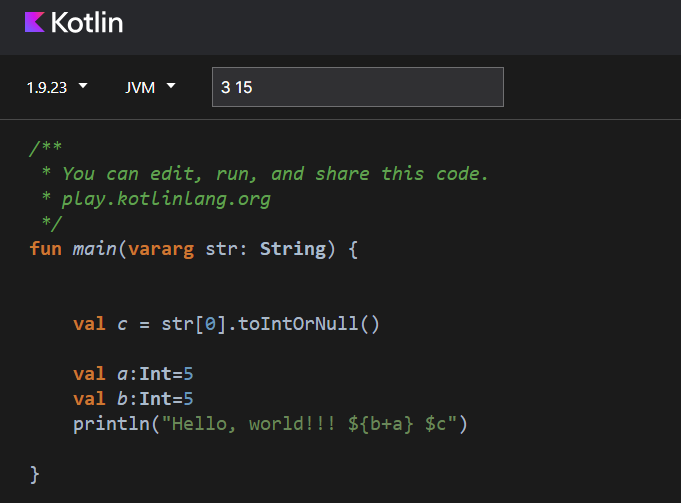 Kotlin
1.9.23 JVM 3 15
/**
 * You can edit, run, and share this code.
 * play.kotlinlang.org
 */
fun main(vararg str: String) {
    val c = str[0].toIntOrNull()
    val a:Int=5
    val b:Int=5
    println("Hello, world!!! ${b+a} $c")
}